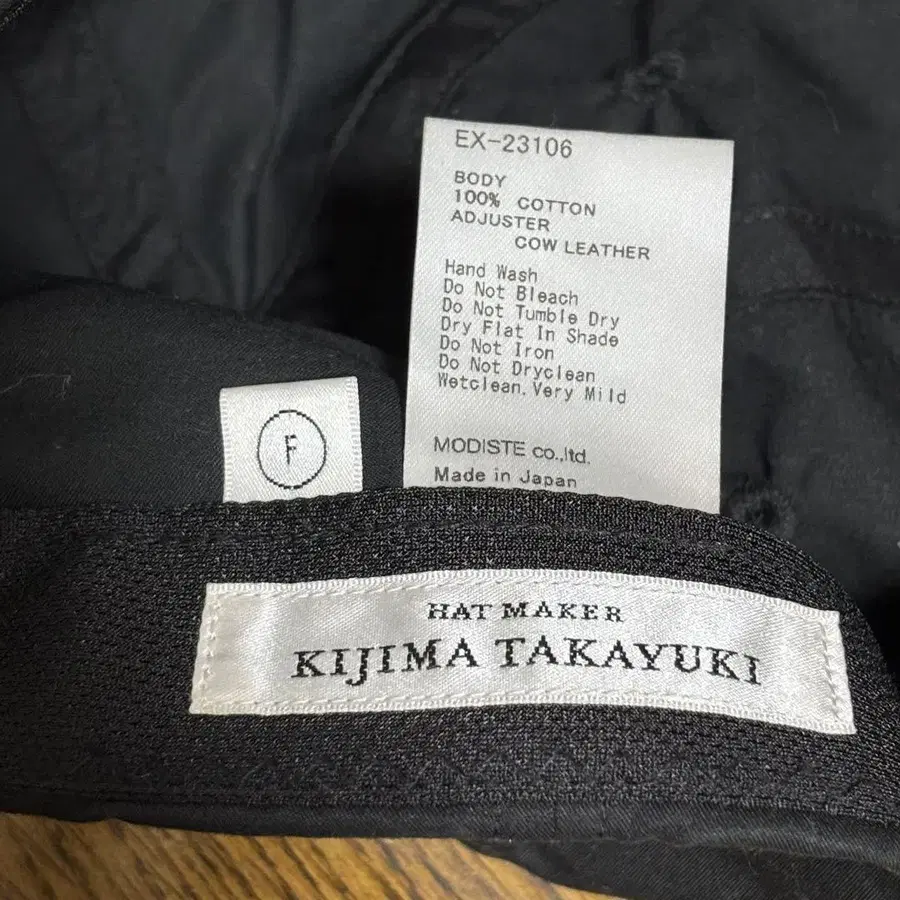 EX-23106
BODY
100% COTTON
ADJUSTER
COW LEATHER
Hand Wash
Do Not Bleach
Do Not Tumble Dry
Dry Flat In Shade
Do Not Iron
Do Not Dryclean
Wetclean. Very Mild
MODISTE co.,ltd.
Made in Japan
F
HAT MAKER
KIJIMA TAKAYUKI